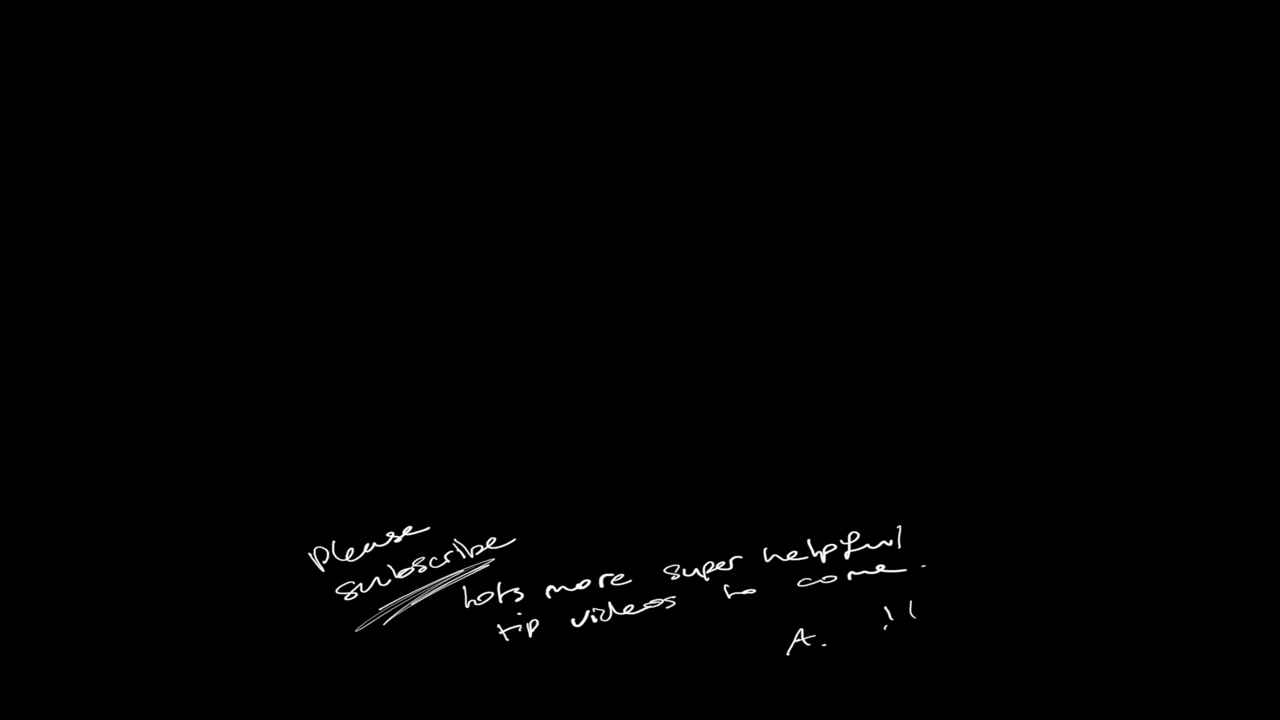 please
subscribe
lots more super helpful
tip videos to come.
A. !!